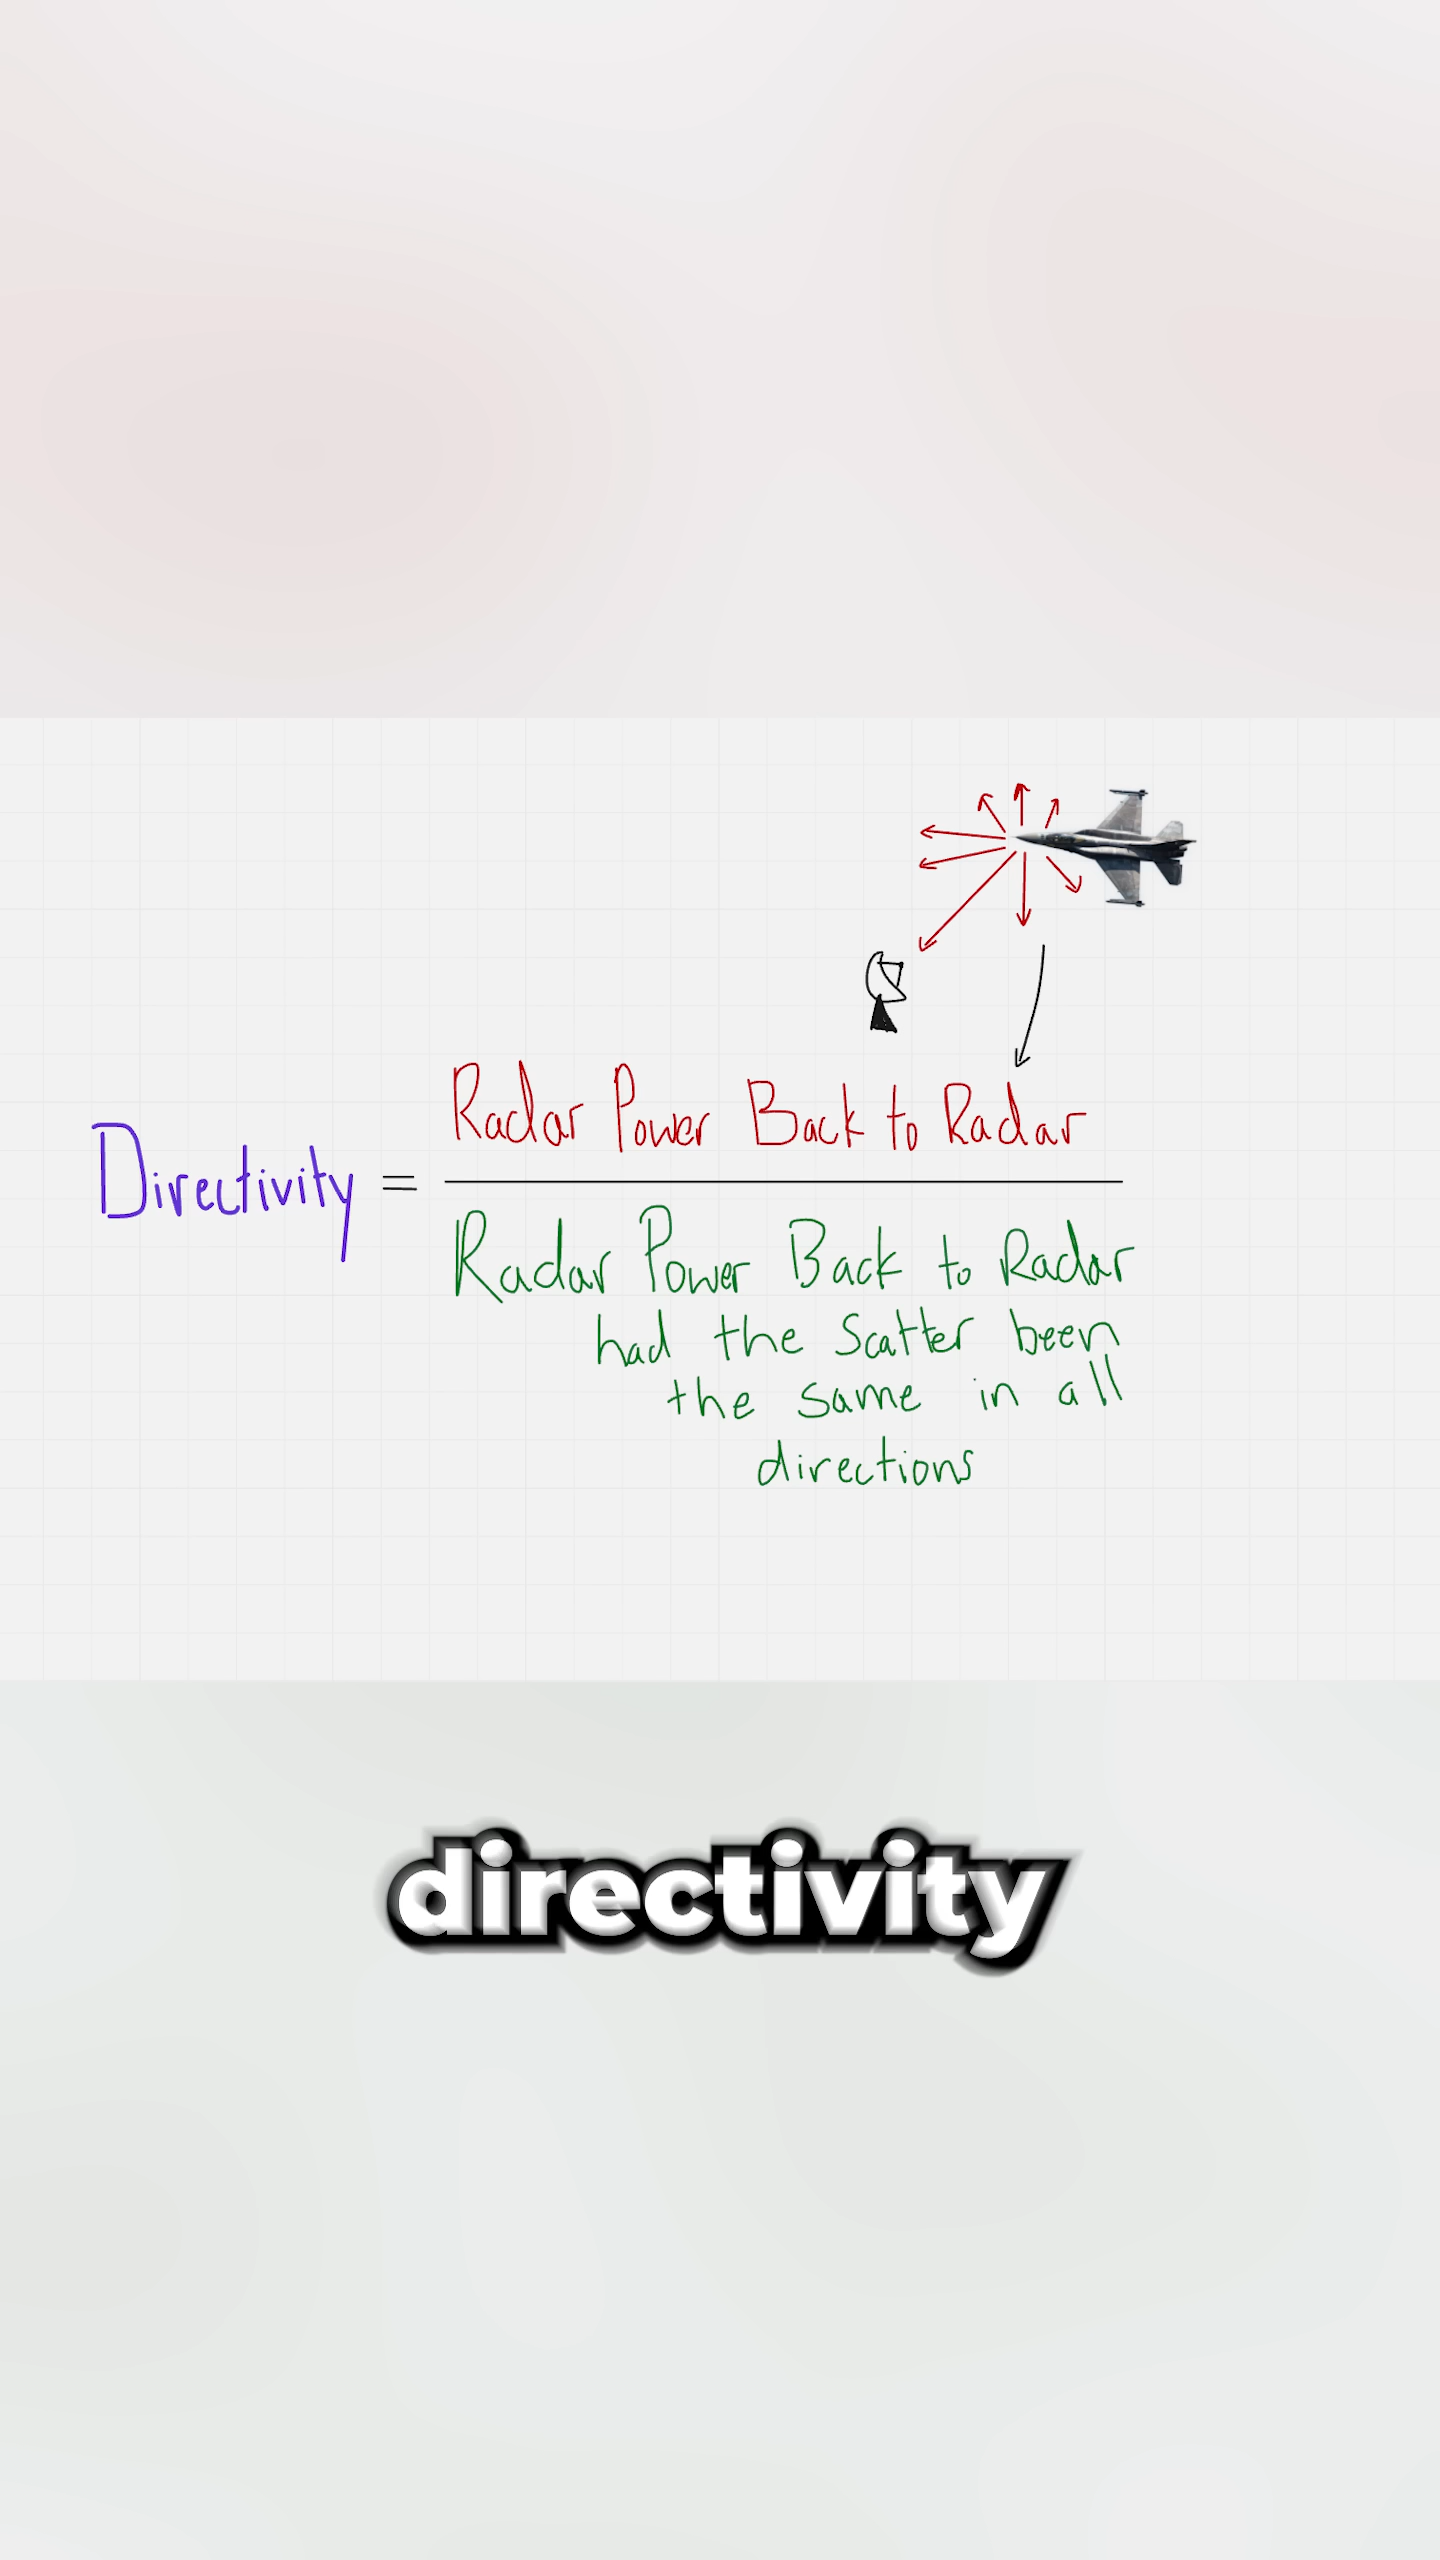 Radar Power Back to Radar
Directivity =
Radar Power Back to Radar
had the Scatter been
the same in all
directions
directivity